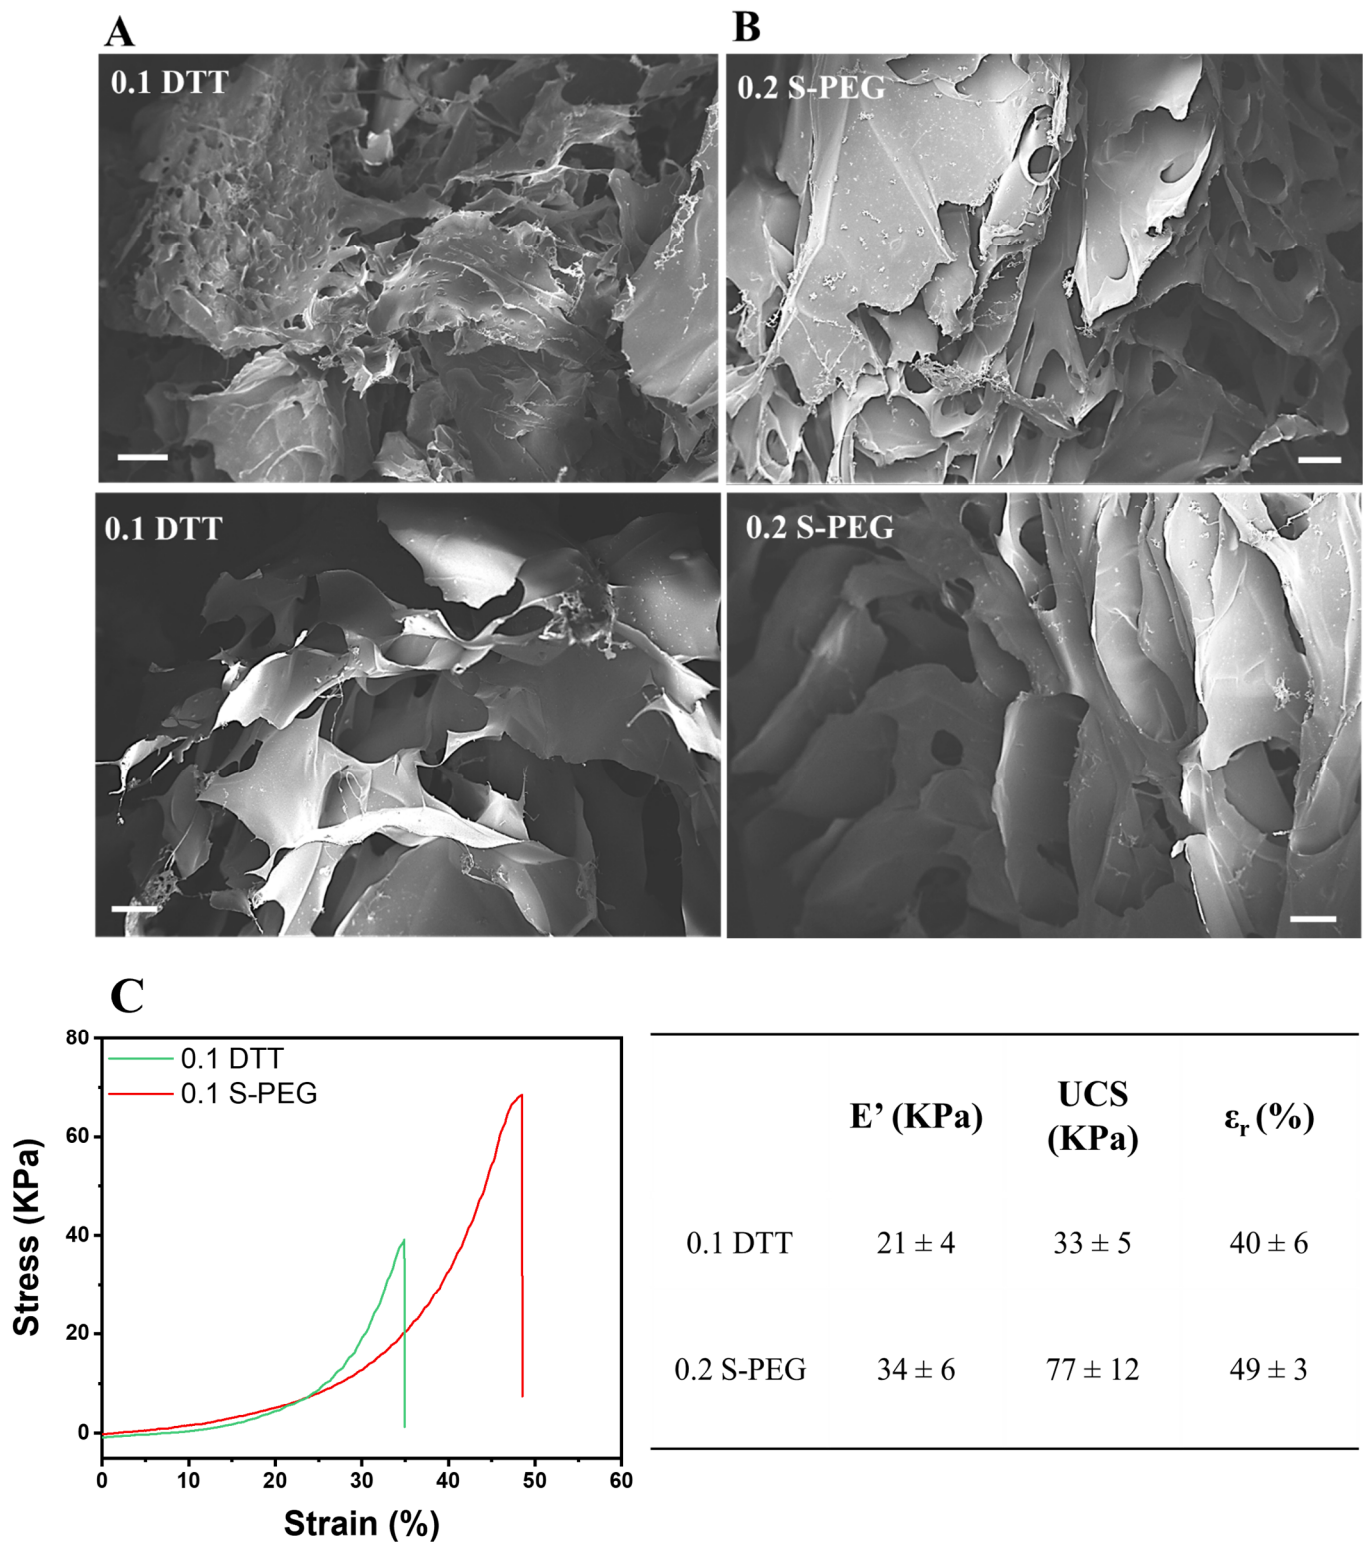 A
B
0.1 DTT
0.2 S-PEG
0.1 DTT
0.2 S-PEG
C
80
60
40
20
0
0 10 20 30 40 50 60
Stress (KPa)
Strain (%)
0.1 DTT
0.1 S-PEG
E’ (KPa) UCS (KPa) εr (%)
0.1 DTT 21 ± 4 33 ± 5 40 ± 6
0.2 S-PEG 34 ± 6 77 ± 12 49 ± 3